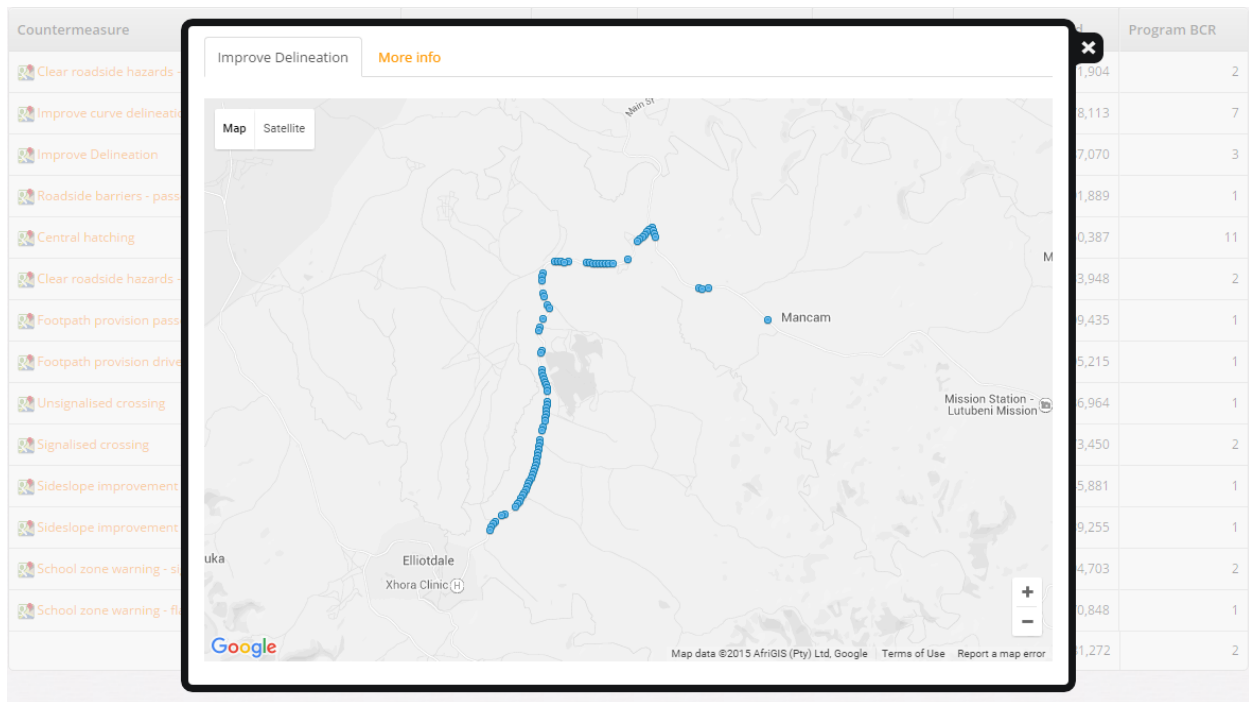 Countermeasure
Program BCR
Improve Delineation
More info
Clear roadside hazards -
1,904
2
Improve curve delineatio
8,113
7
Improve Delineation
7,070
3
Roadside barriers - pass
1,889
1
Central hatching
0,387
11
Clear roadside hazards -
3,948
2
Footpath provision pass
9,435
1
Footpath provision drive
5,215
1
Unsignalised crossing
6,964
1
Signalised crossing
3,450
2
Sideslope improvement
5,881
1
Sideslope improvement
9,255
1
School zone warning - si
4,703
2
School zone warning - fla
0,848
1
1,272
2
Map
Satellite
Main St
M
Mancam
Mission Station -
Lutubeni Mission
uka
Elliotdale
Xhora Clinic
H
+
−
Google
Map data ©2015 AfriGIS (Pty) Ltd, Google
Terms of Use
Report a map error